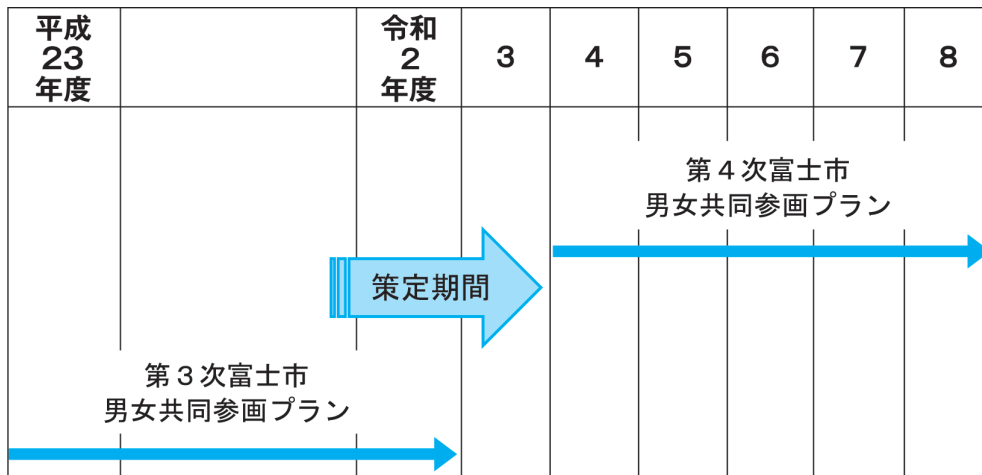 平成
23
年度
令和
2
年度
3
4
5
6
7
8
第4次富士市
男女共同参画プラン
策定期間
第3次富士市
男女共同参画プラン